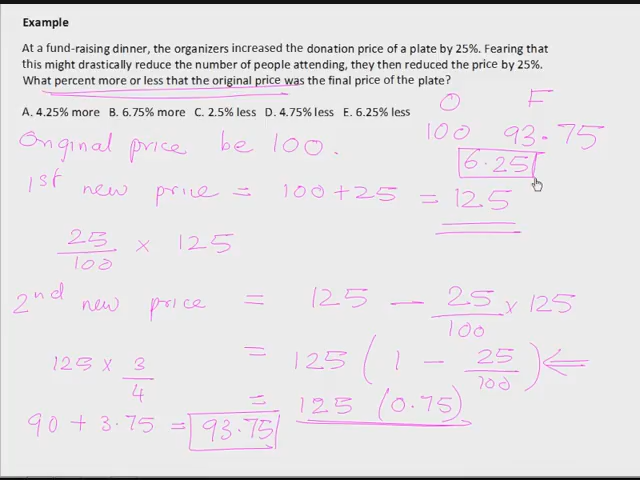 Example
At a fund-raising dinner, the organizers increased the donation price of a plate by 25%. Fearing that
this might drastically reduce the number of people attending, they then reduced the price by 25%.
What percent more or less that the original price was the final price of the plate?
A. 4.25% more B. 6.75% more C. 2.5% less D. 4.75% less E. 6.25% less
O F
100 93.75
6.25
Original price be 100.
1st new price = 100 + 25 = 125
25/100 × 125
2nd new price = 125 − 25/100 × 125
= 125 (1 − 25/100) ⇐
125 × 3/4
= 125 (0.75)
90 + 3.75 = 93.75